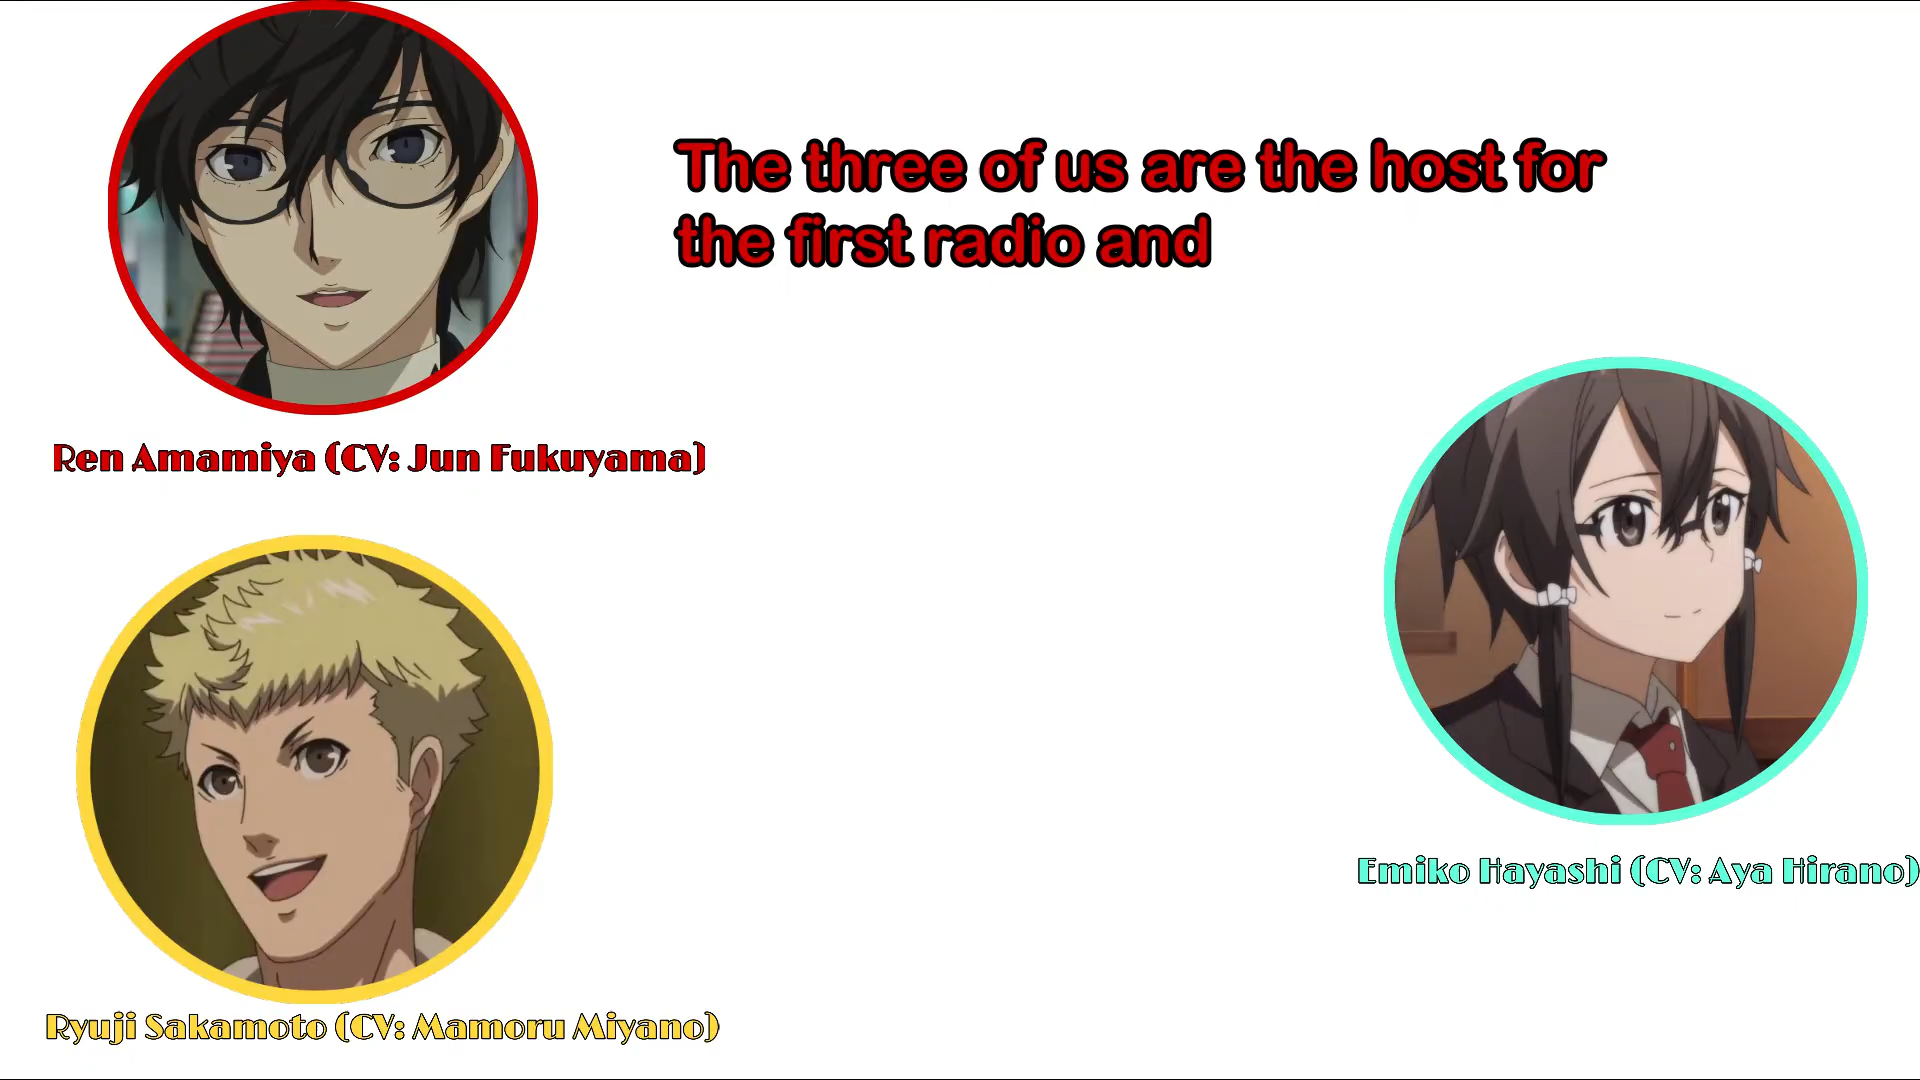 The three of us are the host for
the first radio and
Ren Amamiya (CV: Jun Fukuyama)
Emiko Hayashi (CV: Aya Hirano)
Ryuji Sakamoto (CV: Mamoru Miyano)